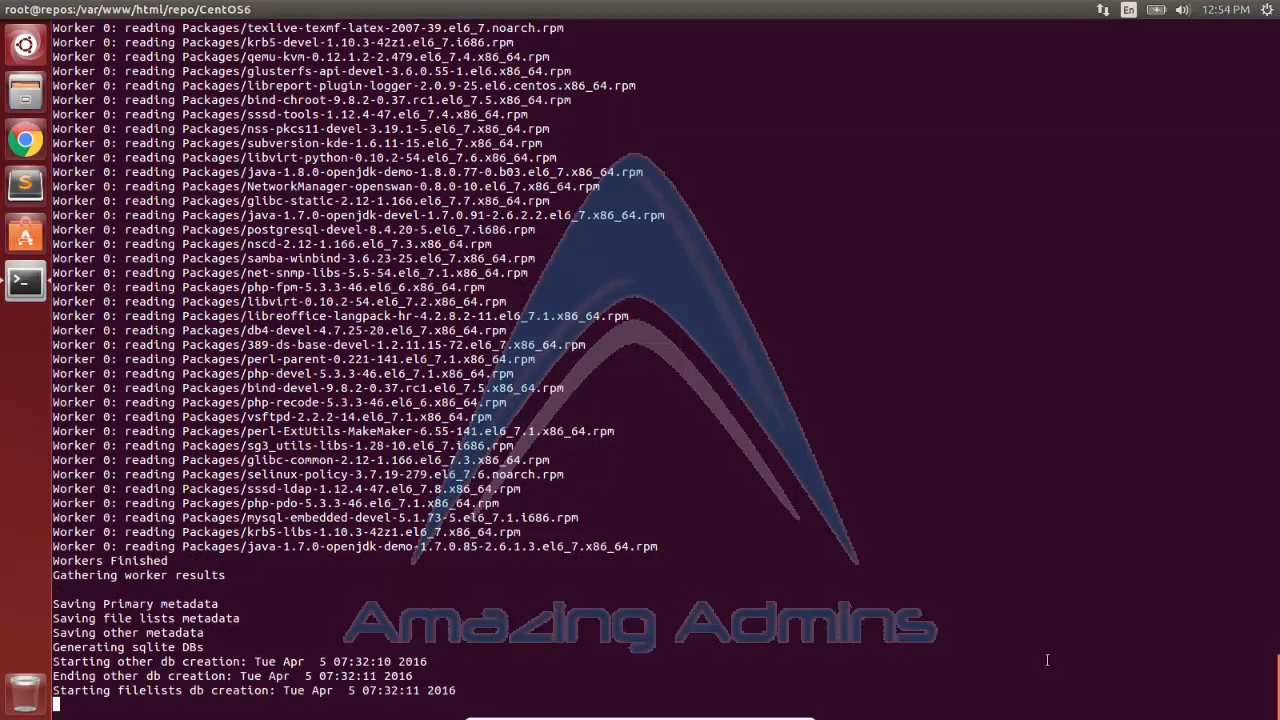 root@repos:/var/www/html/repo/CentOS6
En
12:54 PM
Worker 0: reading Packages/texlive-texmf-latex-2007-39.el6_7.noarch.rpm
Worker 0: reading Packages/krb5-devel-1.10.3-42z1.el6_7.i686.rpm
Worker 0: reading Packages/qemu-kvm-0.12.1.2-2.479.el6_7.4.x86_64.rpm
Worker 0: reading Packages/glusterfs-api-devel-3.6.0.55-1.el6.x86_64.rpm
Worker 0: reading Packages/libreport-plugin-logger-2.0.9-25.el6.centos.x86_64.rpm
Worker 0: reading Packages/bind-chroot-9.8.2-0.37.rc1.el6_7.5.x86_64.rpm
Worker 0: reading Packages/sssd-tools-1.12.4-47.el6_7.4.x86_64.rpm
Worker 0: reading Packages/nss-pkcs11-devel-3.19.1-5.el6_7.x86_64.rpm
Worker 0: reading Packages/subversion-kde-1.6.11-15.el6_7.x86_64.rpm
Worker 0: reading Packages/libvirt-python-0.10.2-54.el6_7.6.x86_64.rpm
Worker 0: reading Packages/java-1.8.0-openjdk-demo-1.8.0.77-0.b03.el6_7.x86_64.rpm
Worker 0: reading Packages/NetworkManager-openswan-0.8.0-10.el6_7.x86_64.rpm
Worker 0: reading Packages/glibc-static-2.12-1.166.el6_7.7.x86_64.rpm
Worker 0: reading Packages/java-1.7.0-openjdk-devel-1.7.0.91-2.6.2.2.el6_7.x86_64.rpm
Worker 0: reading Packages/postgresql-devel-8.4.20-5.el6_7.i686.rpm
Worker 0: reading Packages/nscd-2.12-1.166.el6_7.3.x86_64.rpm
Worker 0: reading Packages/samba-winbind-3.6.23-25.el6_7.x86_64.rpm
Worker 0: reading Packages/net-snmp-libs-5.5-54.el6_7.1.x86_64.rpm
Worker 0: reading Packages/php-fpm-5.3.3-46.el6_6.x86_64.rpm
Worker 0: reading Packages/libvirt-0.10.2-54.el6_7.2.x86_64.rpm
Worker 0: reading Packages/libreoffice-langpack-hr-4.2.8.2-11.el6_7.1.x86_64.rpm
Worker 0: reading Packages/db4-devel-4.7.25-20.el6_7.x86_64.rpm
Worker 0: reading Packages/389-ds-base-devel-1.2.11.15-72.el6_7.x86_64.rpm
Worker 0: reading Packages/perl-parent-0.221-141.el6_7.1.x86_64.rpm
Worker 0: reading Packages/php-devel-5.3.3-46.el6_7.1.x86_64.rpm
Worker 0: reading Packages/bind-devel-9.8.2-0.37.rc1.el6_7.5.x86_64.rpm
Worker 0: reading Packages/php-recode-5.3.3-46.el6_6.x86_64.rpm
Worker 0: reading Packages/vsftpd-2.2.2-14.el6_7.1.x86_64.rpm
Worker 0: reading Packages/perl-ExtUtils-MakeMaker-6.55-141.el6_7.1.x86_64.rpm
Worker 0: reading Packages/sg3_utils-libs-1.28-10.el6_7.i686.rpm
Worker 0: reading Packages/glibc-common-2.12-1.166.el6_7.3.x86_64.rpm
Worker 0: reading Packages/selinux-policy-3.7.19-279.el6_7.6.noarch.rpm
Worker 0: reading Packages/sssd-ldap-1.12.4-47.el6_7.8.x86_64.rpm
Worker 0: reading Packages/php-pdo-5.3.3-46.el6_7.1.x86_64.rpm
Worker 0: reading Packages/mysql-embedded-devel-5.1.73-5.el6_7.1.i686.rpm
Worker 0: reading Packages/krb5-libs-1.10.3-42z1.el6_7.x86_64.rpm
Worker 0: reading Packages/java-1.7.0-openjdk-demo-1.7.0.85-2.6.1.3.el6_7.x86_64.rpm
Workers Finished
Gathering worker results
Saving Primary metadata
Saving file lists metadata
Saving other metadata
Generating sqlite DBs
Starting other db creation: Tue Apr  5 07:32:10 2016
Ending other db creation: Tue Apr  5 07:32:11 2016
Starting filelists db creation: Tue Apr  5 07:32:11 2016
Amazing Admins